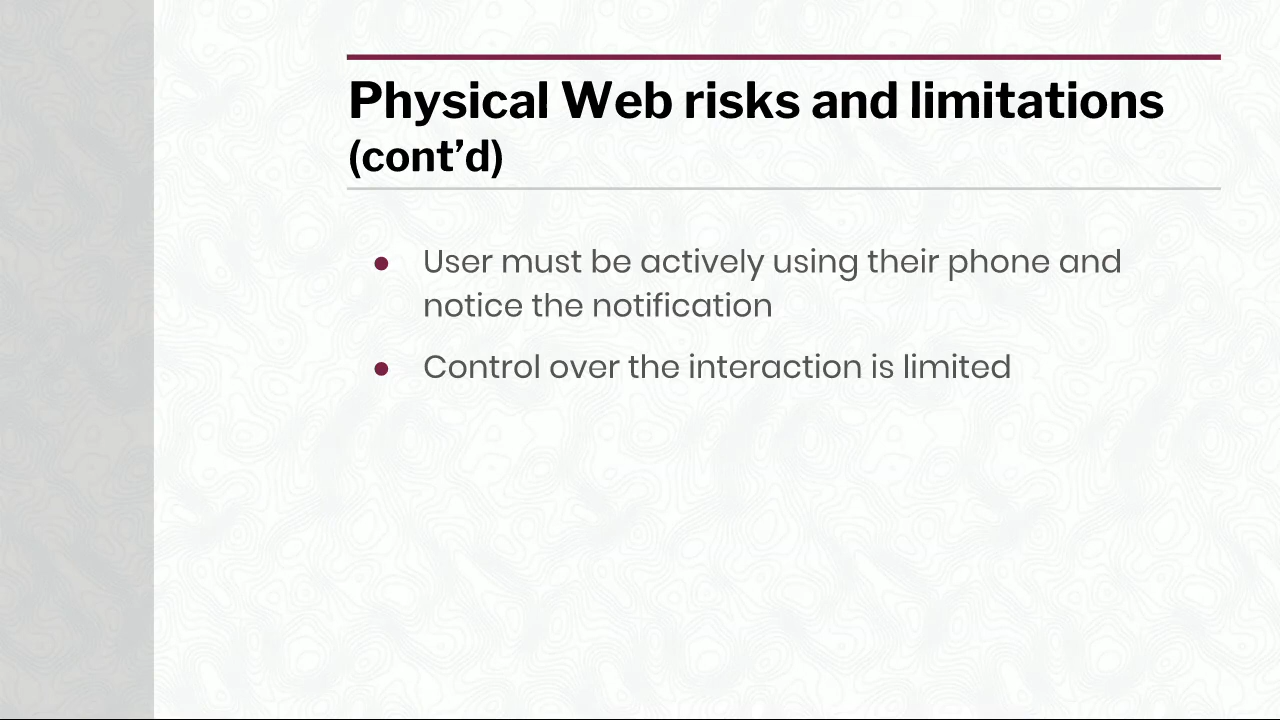 Physical Web risks and limitations
(cont’d)
● User must be actively using their phone and
notice the notification
● Control over the interaction is limited